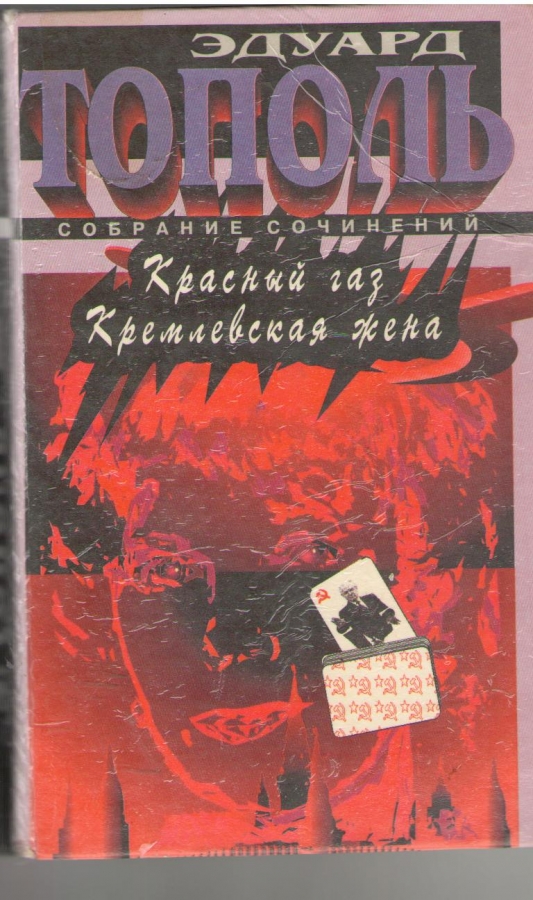 ЭДУАРД
ТОПОЛЬ
СОБРАНИЕ СОЧИНЕНИЙ
Красный газ
Кремлевская жена